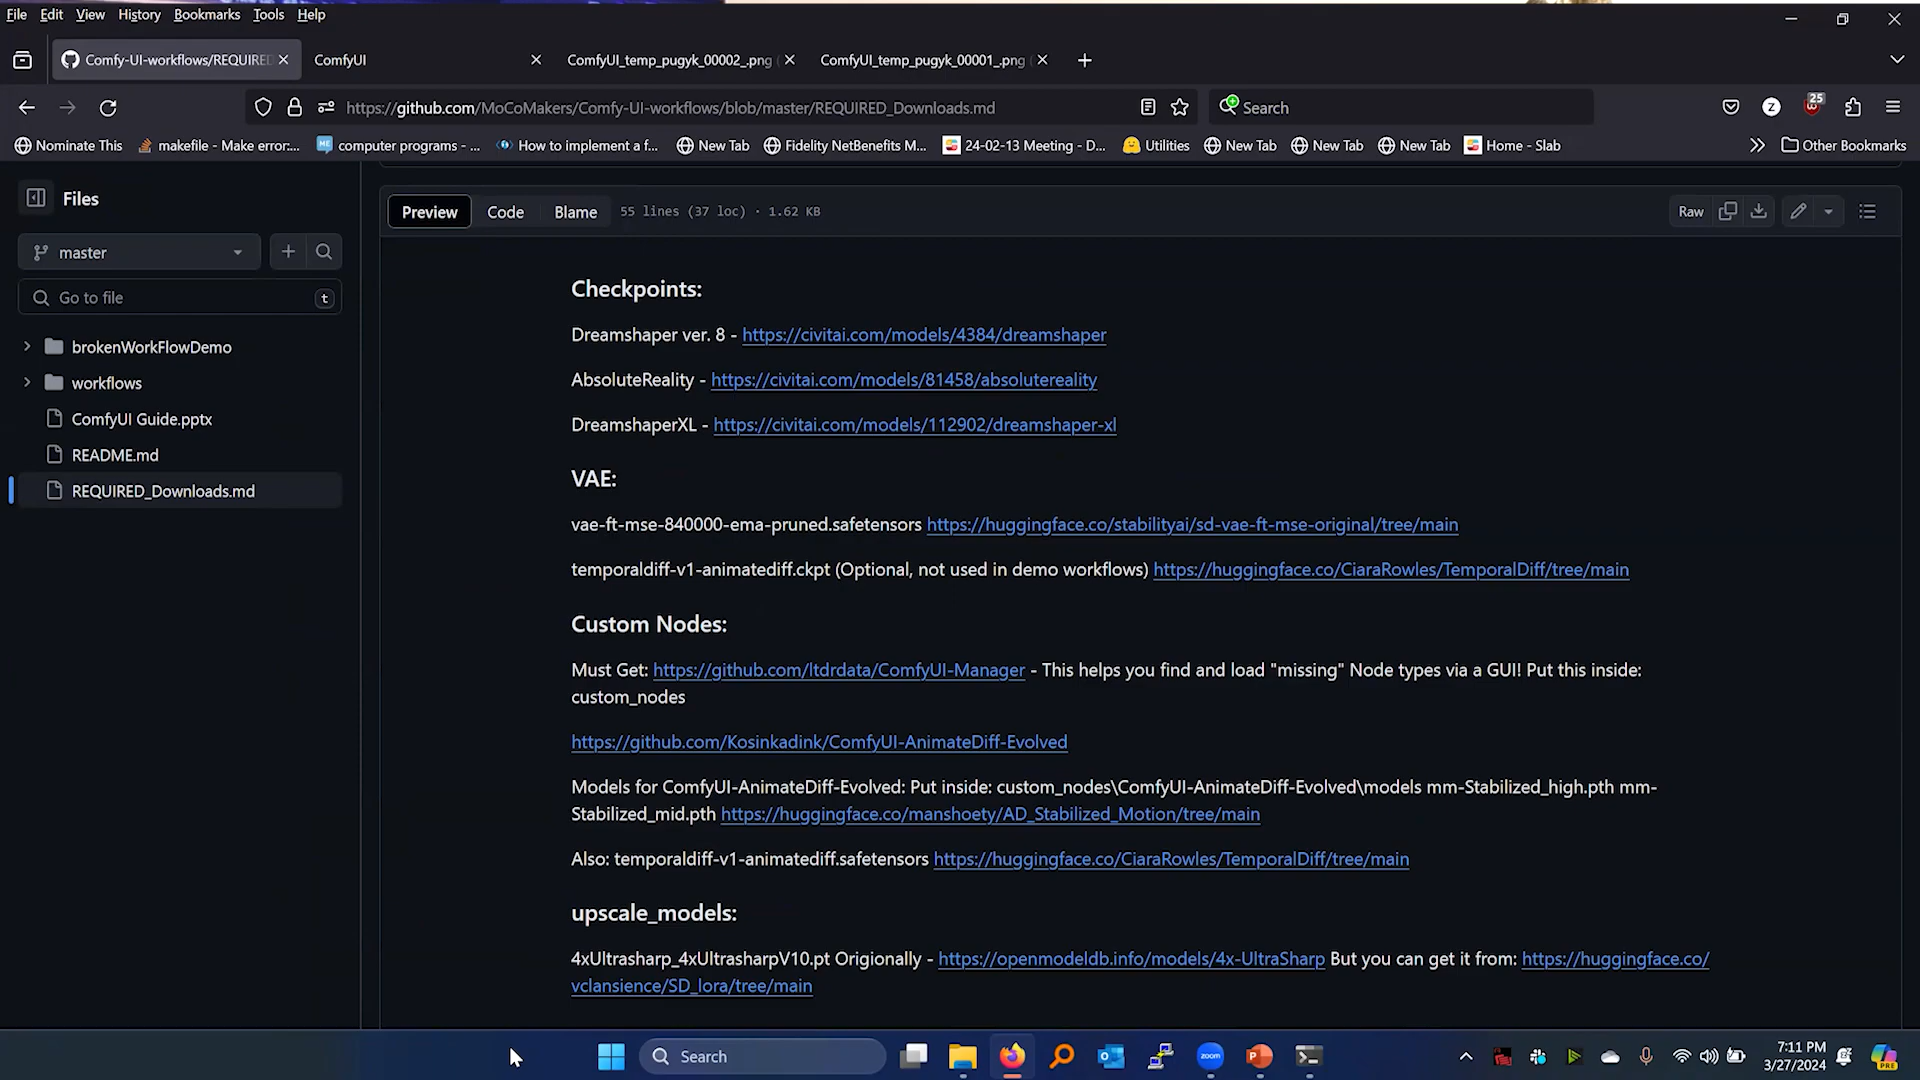 File Edit View History Bookmarks Tools Help
Comfy-UI-workflows/REQUIRED
ComfyUI
ComfyUI_temp_pugyk_00002_.png
ComfyUI_temp_pugyk_00001_.png
https://github.com/MoCoMakers/Comfy-UI-workflows/blob/master/REQUIRED_Downloads.md
Search
Z
25
Nominate This
makefile - Make error:...
computer programs - ...
How to implement a f...
New Tab
Fidelity NetBenefits M...
24-02-13 Meeting - D...
Utilities
New Tab
New Tab
New Tab
Home - Slab
Other Bookmarks
Files
master
Go to file
t
brokenWorkFlowDemo
workflows
ComfyUI Guide.pptx
README.md
REQUIRED_Downloads.md
Preview Code Blame 55 lines (37 loc) · 1.62 KB
Raw
Checkpoints:
Dreamshaper ver. 8 - https://civitai.com/models/4384/dreamshaper
AbsoluteReality - https://civitai.com/models/81458/absolutereality
DreamshaperXL - https://civitai.com/models/112902/dreamshaper-xl
VAE:
vae-ft-mse-840000-ema-pruned.safetensors https://huggingface.co/stabilityai/sd-vae-ft-mse-original/tree/main
temporaldiff-v1-animatediff.ckpt (Optional, not used in demo workflows) https://huggingface.co/CiaraRowles/TemporalDiff/tree/main
Custom Nodes:
Must Get: https://github.com/ltdrdata/ComfyUI-Manager - This helps you find and load "missing" Node types via a GUI! Put this inside:
custom_nodes
https://github.com/Kosinkadink/ComfyUI-AnimateDiff-Evolved
Models for ComfyUI-AnimateDiff-Evolved: Put inside: custom_nodes\ComfyUI-AnimateDiff-Evolved\models mm-Stabilized_high.pth mm-
Stabilized_mid.pth https://huggingface.co/manshoety/AD_Stabilized_Motion/tree/main
Also: temporaldiff-v1-animatediff.safetensors https://huggingface.co/CiaraRowles/TemporalDiff/tree/main
upscale_models:
4xUltrasharp_4xUltrasharpV10.pt Origionally - https://openmodeldb.info/models/4x-UltraSharp But you can get it from: https://huggingface.co/
vclansience/SD_lora/tree/main
Search
zoom
7:11 PM
3/27/2024
PRE